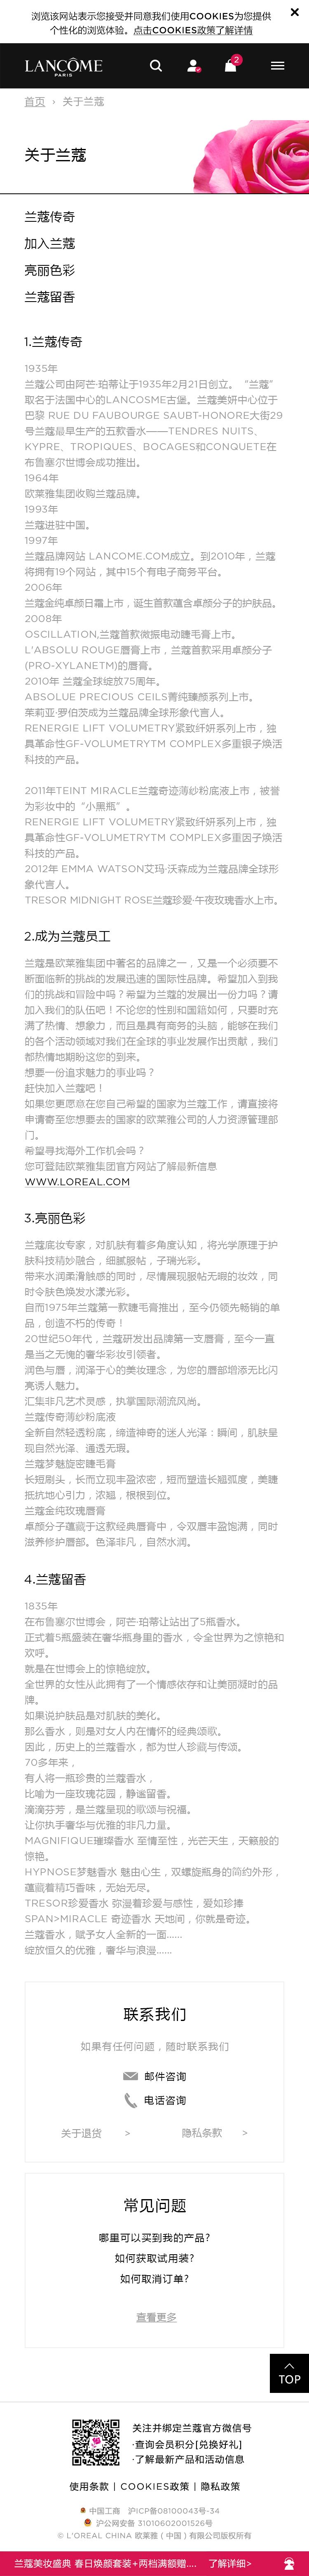 浏览该网站表示您接受并同意我们使用COOKIES为您提供
个性化的浏览体验。点击COOKIES政策了解详情
LANCÔME
PARIS
2
首页 › 关于兰蔻
关于兰蔻
兰蔻传奇
加入兰蔻
亮丽色彩
兰蔻留香
1.兰蔻传奇
1935年
兰蔻公司由阿芒·珀蒂让于1935年2月21日创立。“兰蔻”
取名于法国中心的LANCOSME古堡。兰蔻美妍中心位于
巴黎 RUE DU FAUBOURGE SAUBT-HONORE大街29
号兰蔻最早生产的五款香水——TENDRES NUITS、
KYPRE、TROPIQUES、BOCAGES和CONQUETE在
布鲁塞尔世博会成功推出。
1964年
欧莱雅集团收购兰蔻品牌。
1993年
兰蔻进驻中国。
1997年
兰蔻品牌网站 LANCOME.COM成立。到2010年，兰蔻
将拥有19个网站，其中15个有电子商务平台。
2006年
兰蔻金纯卓颜日霜上市，诞生首款蕴含卓颜分子的护肤品。
2008年
OSCILLATION,兰蔻首款微振电动睫毛膏上市。
L'ABSOLU ROUGE唇膏上市，兰蔻首款采用卓颜分子
(PRO-XYLANETM)的唇膏。
2010年 兰蔻全球绽放75周年。
ABSOLUE PRECIOUS CEILS菁纯臻颜系列上市。
茱莉亚·罗伯茨成为兰蔻品牌全球形象代言人。
RENERGIE LIFT VOLUMETRY紧致纤妍系列上市，独
具革命性GF-VOLUMETRYTM COMPLEX多重银子焕活
科技的产品。
2011年TEINT MIRACLE兰蔻奇迹薄纱粉底液上市，被誉
为彩妆中的“小黑瓶”。
RENERGIE LIFT VOLUMETRY紧致纤妍系列上市，独
具革命性GF-VOLUMETRYTM COMPLEX多重因子焕活
科技的产品。
2012年 EMMA WATSON艾玛·沃森成为兰蔻品牌全球形
象代言人。
TRESOR MIDNIGHT ROSE兰蔻珍爱·午夜玫瑰香水上市。
2.成为兰蔻员工
兰蔻是欧莱雅集团中著名的品牌之一，又是一个必须要不
断面临新的挑战的发展迅速的国际性品牌。希望加入到我
们的挑战和冒险中吗？希望为兰蔻的发展出一份力吗？请
加入我们的队伍吧！不论您的性别和国籍如何，只要时充
满了热情、想象力，而且是具有商务的头脑，能够在我们
的各个活动领域对我们在全球的事业发展作出贡献，我们
都热情地期盼这您的到来。
想要一份追求魅力的事业吗？
赶快加入兰蔻吧！
如果您更愿意在您自己希望的国家为兰蔻工作，请直接将
申请寄至您想要去的国家的欧莱雅公司的人力资源管理部
门。
希望寻找海外工作机会吗？
您可登陆欧莱雅集团官方网站了解最新信息
WWW.LOREAL.COM
3.亮丽色彩
兰蔻底妆专家，对肌肤有着多角度认知，将光学原理于护
肤科技精妙融合，细腻服帖，孑瑞光彩。
带来水润柔滑触感的同时，尽情展现服帖无暇的妆效，同
时令肤色焕发水漾光彩。
自而1975年兰蔻第一款睫毛膏推出，至今仍领先畅销的单
品，创造不朽的传奇！
20世纪50年代，兰蔻研发出品牌第一支唇膏，至今一直
是当之无愧的奢华彩妆引领者。
润色与唇，润泽于心的美妆理念，为您的唇部增添无比闪
亮诱人魅力。
汇集非凡艺术灵感，执掌国际潮流风尚。
兰蔻传奇薄纱粉底液
全新自然轻透粉底，缔造神奇的迷人光泽：瞬间，肌肤呈
现自然光泽、通透无瑕。
兰蔻梦魅旋密睫毛膏
长短刷头，长而立现丰盈浓密，短而塑造长翘弧度，美睫
抵抗地心引力，浓翘，根根到位。
兰蔻金纯玫瑰唇膏
卓颜分子蕴藏于这款经典唇膏中，令双唇丰盈饱满，同时
滋养修护唇部。色泽非凡，自然水润。
4.兰蔻留香
1835年
在布鲁塞尔世博会，阿芒·珀蒂让站出了5瓶香水。
正式着5瓶盛装在奢华瓶身里的香水，令全世界为之惊艳和
欢呼。
就是在世博会上的惊艳绽放。
全世界的女性从此拥有了一个情感依存和让美丽凝时的品
牌。
如果说护肤品是对肌肤的美化。
那么香水，则是对女人内在情怀的经典颂歌。
因此，历史上的兰蔻香水，都为世人珍藏与传颂。
70多年来，
有人将一瓶珍贵的兰蔻香水，
比喻为一座玫瑰花园，静谧留香。
滴滴芬芳，是兰蔻呈现的歌颂与祝福。
让你执手奢华与优雅的非凡力量。
MAGNIFIQUE璀璨香水 至情至性，光芒天生，天籁般的
惊艳。
HYPNOSE梦魅香水 魅由心生，双螺旋瓶身的简约外形，
蕴藏着精巧香味，无始无尽。
TRESOR珍爱香水 弥漫着珍爱与感性，爱如珍捧
SPAN>MIRACLE 奇迹香水 天地间，你就是奇迹。
兰蔻香水，赋予女人全新的一面......
绽放恒久的优雅，奢华与浪漫......
联系我们
如果有任何问题，随时联系我们
邮件咨询
电话咨询
关于退货 > 隐私条款 >
常见问题
哪里可以买到我的产品?
如何获取试用装?
如何取消订单?
查看更多
TOP
关注并绑定兰蔻官方微信号
·查询会员积分[兑换好礼]
·了解最新产品和活动信息
使用条款 | COOKIES政策 | 隐私政策
中国工商 沪ICP备08100043号-34
沪公网安备 31010602001526号
© L'OREAL CHINA 欧莱雅（中国）有限公司版权所有
兰蔻美妆盛典 春日焕颜套装+两档满额赠.... 了解详细>